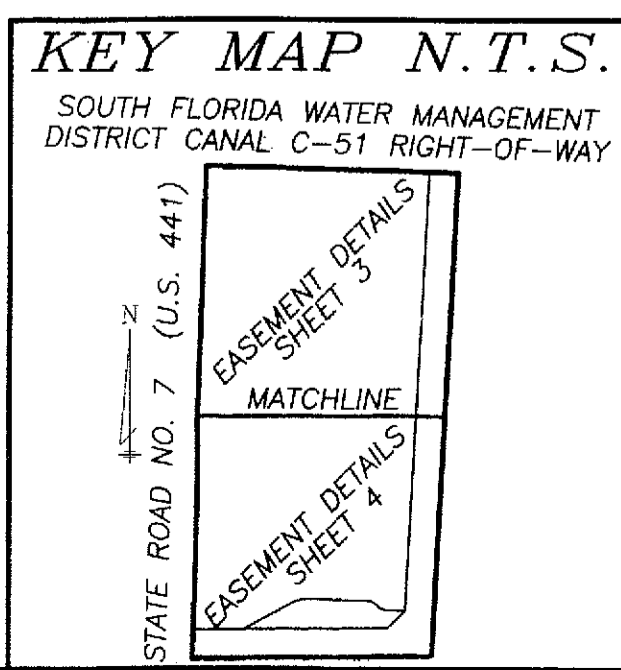 KEY MAP N.T.S.
SOUTH FLORIDA WATER MANAGEMENT
DISTRICT CANAL C-51 RIGHT-OF-WAY
STATE ROAD NO. 7 (U.S. 441)
N
EASEMENT DETAILS
SHEET 3
MATCHLINE
EASEMENT DETAILS
SHEET 4